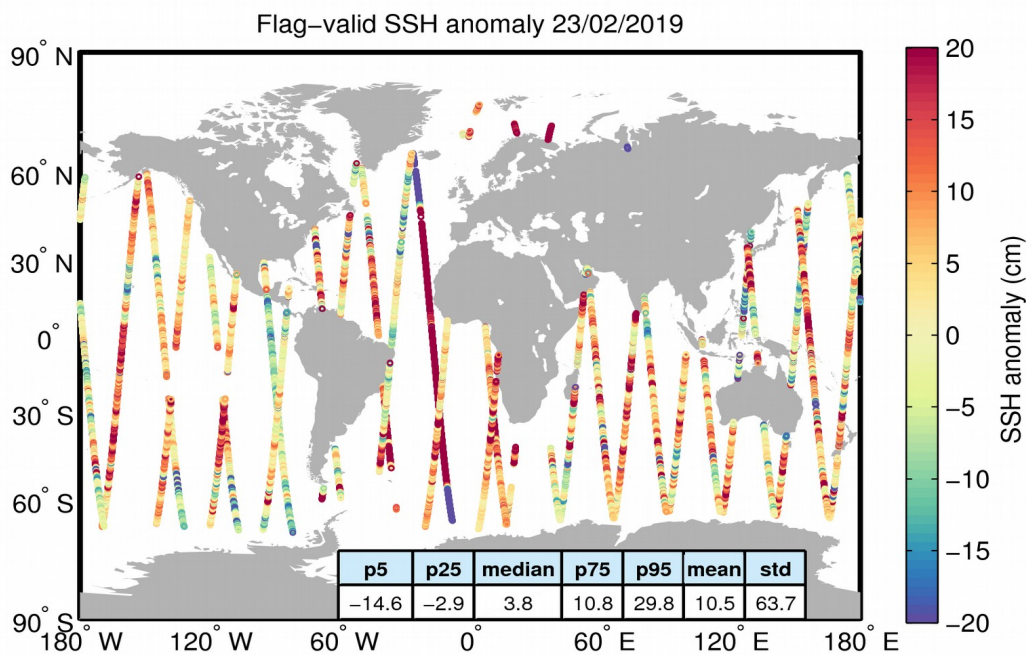 Flag−valid SSH anomaly 23/02/2019
90° N
60° N
30° N
0°
30° S
60° S
90° S
180° W 120° W 60° W 0° 60° E 120° E 180° E
p5 p25 median p75 p95 mean std
−14.6 −2.9 3.8 10.8 29.8 10.5 63.7
20
15
10
5
0
−5
−10
−15
−20
SSH anomaly (cm)